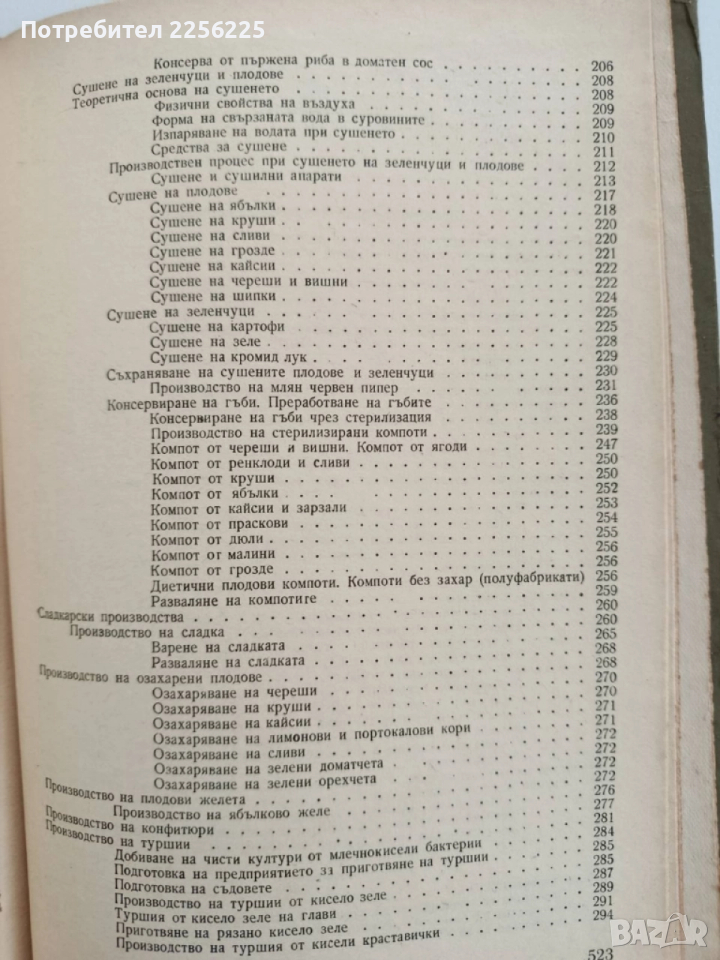 Потребител 2256225
Консерва от пържена риба в доматен сос . . . . . . . . . . 206
Сушене на зеленчуци и плодове . . . . . . . . . . 208
Теоретична основа на сушенето . . . . . . . . . . 208
Физични свойства на въздуха . . . . . . . . . . 209
Форма на свързаната вода в суровините . . . . . . . . . . 209
Изпаряване на водата при сушенето . . . . . . . . . . 210
Средства за сушене . . . . . . . . . . 211
Производствен процес при сушенето на зеленчуци и плодове . . . . 212
Сушене и сушилни апарати . . . . . . . . . . 213
Сушене на плодове . . . . . . . . . . 217
Сушене на ябълки . . . . . . . . . . 218
Сушене на круши . . . . . . . . . . 220
Сушене на сливи . . . . . . . . . . 220
Сушене на грозде . . . . . . . . . . 221
Сушене на кайсии . . . . . . . . . . 222
Сушене на череши и вишни . . . . . . . . . . 222
Сушене на шипки . . . . . . . . . . 224
Сушене на зеленчуци . . . . . . . . . . 225
Сушене на картофи . . . . . . . . . . 225
Сушене на зеле . . . . . . . . . . 228
Сушене на кромид лук . . . . . . . . . . 229
Съхраняване на сушените плодове и зеленчуци . . . . . . . . . . 230
Производство на млян червен пипер . . . . . . . . . . 231
Консервиране на гъби. Преработване на гъбите . . . . . . . . . . 236
Консервиране на гъби чрез стерилизация . . . . . . . . . . 238
Производство на стерилизирани компоти . . . . . . . . . . 239
Компот от череши и вишни. Компот от ягоди . . . . . . . . . . 247
Компот от ренклоди и сливи . . . . . . . . . . 250
Компот от круши . . . . . . . . . . 250
Компот от ябълки . . . . . . . . . . 252
Компот от кайсии и зарзали . . . . . . . . . . 253
Компот от праскови . . . . . . . . . . 254
Компот от дюли . . . . . . . . . . 255
Компот от малини . . . . . . . . . . 256
Компот от грозде . . . . . . . . . . 256
Диетични плодови компоти. Компоти без захар (полуфабрикати) 256
Разваляне на компотиге . . . . . . . . . . 259
Сладкарски производства . . . . . . . . . . 260
Производство на сладка . . . . . . . . . . 260
Варене на сладката . . . . . . . . . . 265
Разваляне на сладката . . . . . . . . . . 268
Производство на озахарени плодове . . . . . . . . . . 268
Озахаряване на череши . . . . . . . . . . 270
Озахаряване на круши . . . . . . . . . . 270
Озахаряване на кайсии . . . . . . . . . . 271
Озахаряване на лимонови и портокалови кори . . . . . . . . . . 271
Озахаряване на сливи . . . . . . . . . . 272
Озахаряване на зелени доматчета . . . . . . . . . . 272
Озахаряване на зелени орехчета . . . . . . . . . . 272
Производство на плодови желета . . . . . . . . . . 276
Производство на ябълково желе . . . . . . . . . . 277
Производство на конфитюри . . . . . . . . . . 281
Производство на туршии . . . . . . . . . . 284
Добиване на чисти култури от млечнокисели бактерии . . . . . . 285
Подготовка на предприятието за приготвяне на туршии . . . . . . 285
Подготовка на съдовете . . . . . . . . . . 287
Производство на туршии от кисело зеле . . . . . . . . . . 289
Туршия от кисело зеле на глави . . . . . . . . . . 291
Приготвяне на рязано кисело зеле . . . . . . . . . . 294
Производство на туршия от кисели краставички . . . . . . . . . .
523
BAZAR